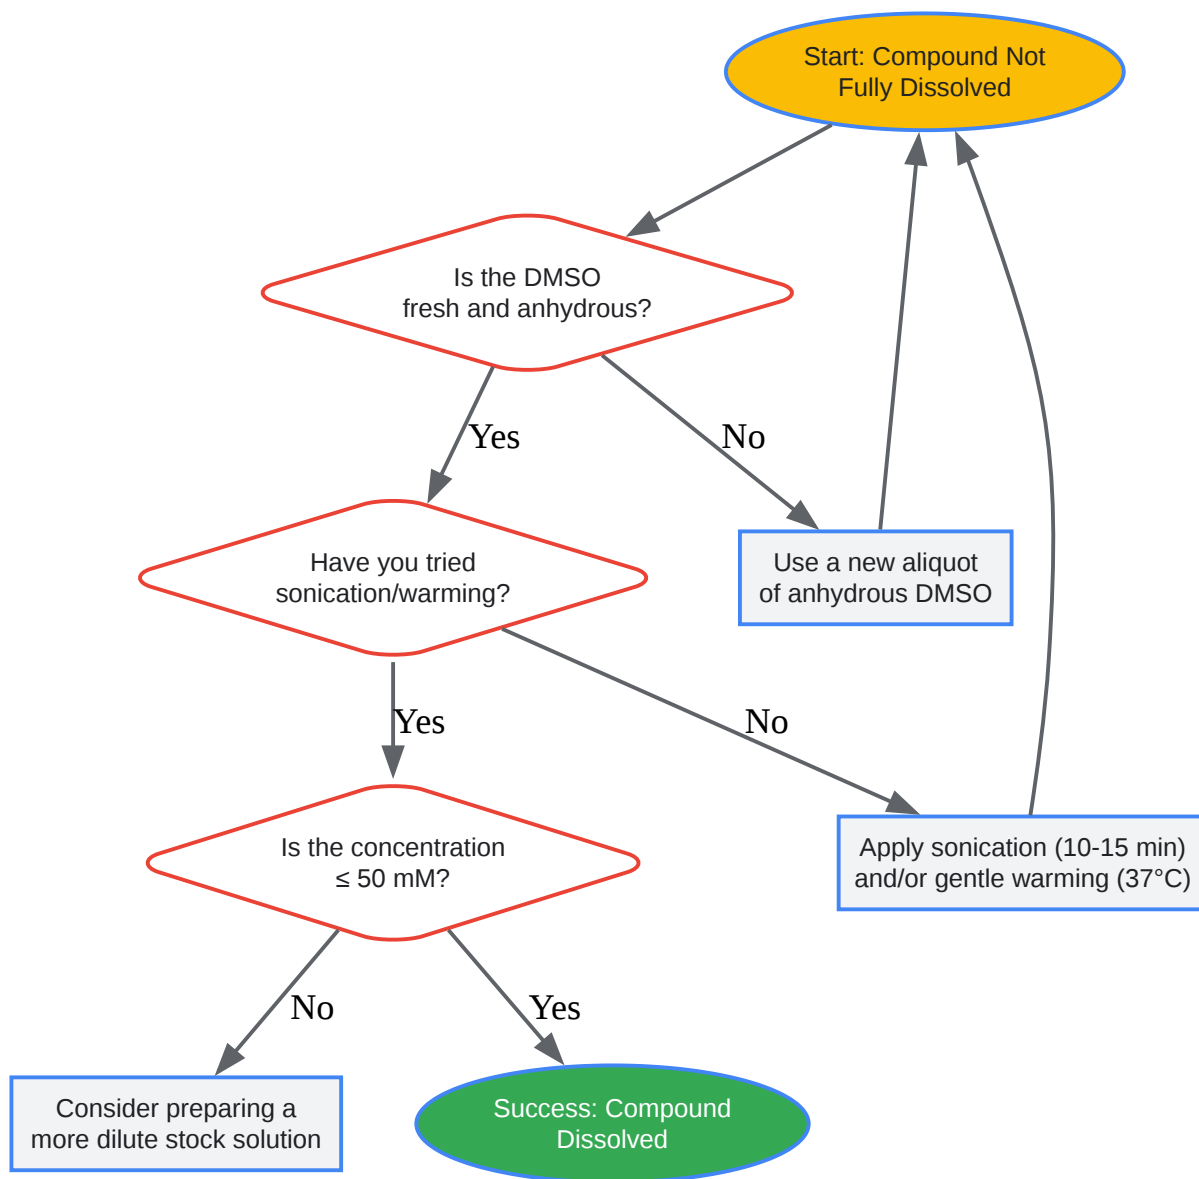 Start: Compound Not
Fully Dissolved
Is the DMSO
fresh and anhydrous?
Yes
No
Have you tried
sonication/warming?
Use a new aliquot
of anhydrous DMSO
Yes
No
Is the concentration
≤ 50 mM?
Apply sonication (10-15 min)
and/or gentle warming (37°C)
No
Yes
Consider preparing a
more dilute stock solution
Success: Compound
Dissolved